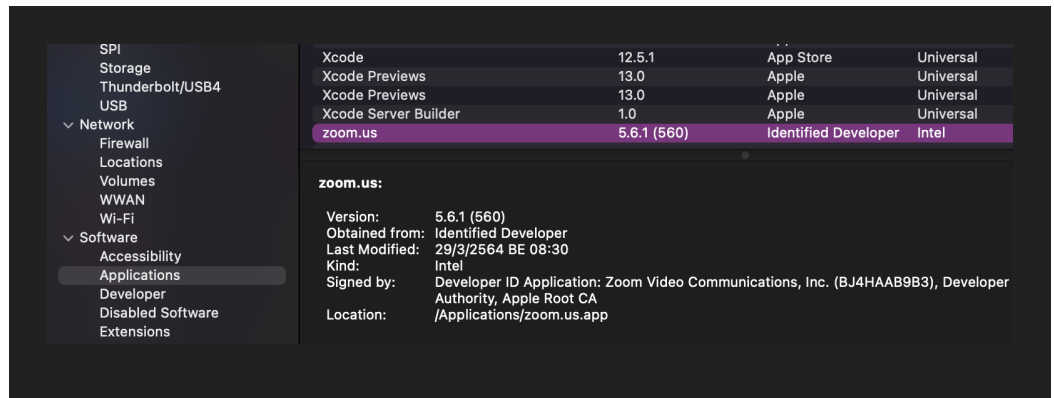 SPI
Storage
Thunderbolt/USB4
USB
Network
Firewall
Locations
Volumes
WWAN
Wi-Fi
Software
Accessibility
Applications
Developer
Disabled Software
Extensions
Xcode 12.5.1 App Store Universal
Xcode Previews 13.0 Apple Universal
Xcode Previews 13.0 Apple Universal
Xcode Server Builder 1.0 Apple Universal
zoom.us 5.6.1 (560) Identified Developer Intel
zoom.us:
Version: 5.6.1 (560)
Obtained from: Identified Developer
Last Modified: 29/3/2564 BE 08:30
Kind: Intel
Signed by: Developer ID Application: Zoom Video Communications, Inc. (BJ4HAAB9B3), Developer
Authority, Apple Root CA
Location: /Applications/zoom.us.app